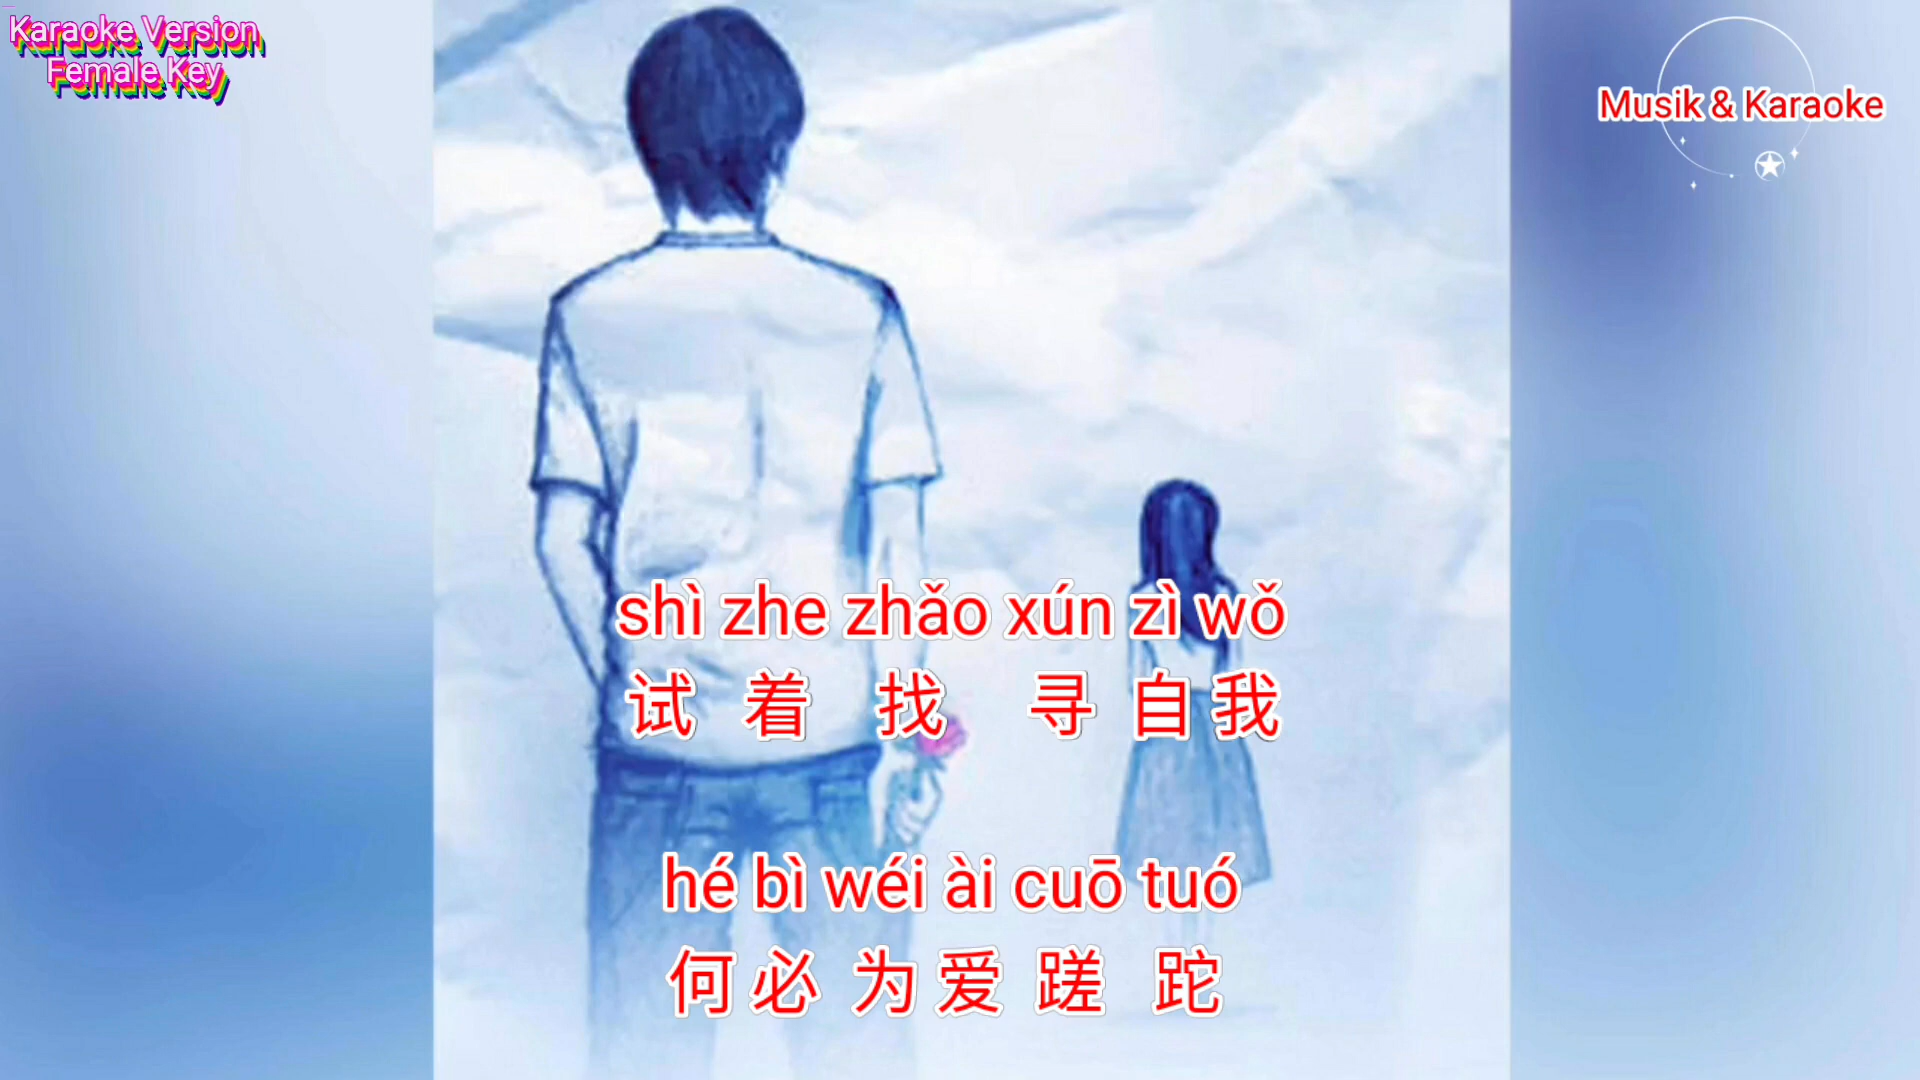 Karaoke Version
Female Key
Musik & Karaoke
shì zhe zhǎo xún zì wǒ
试着找寻自我
hé bì wéi ài cuō tuó
何必为爱蹉跎